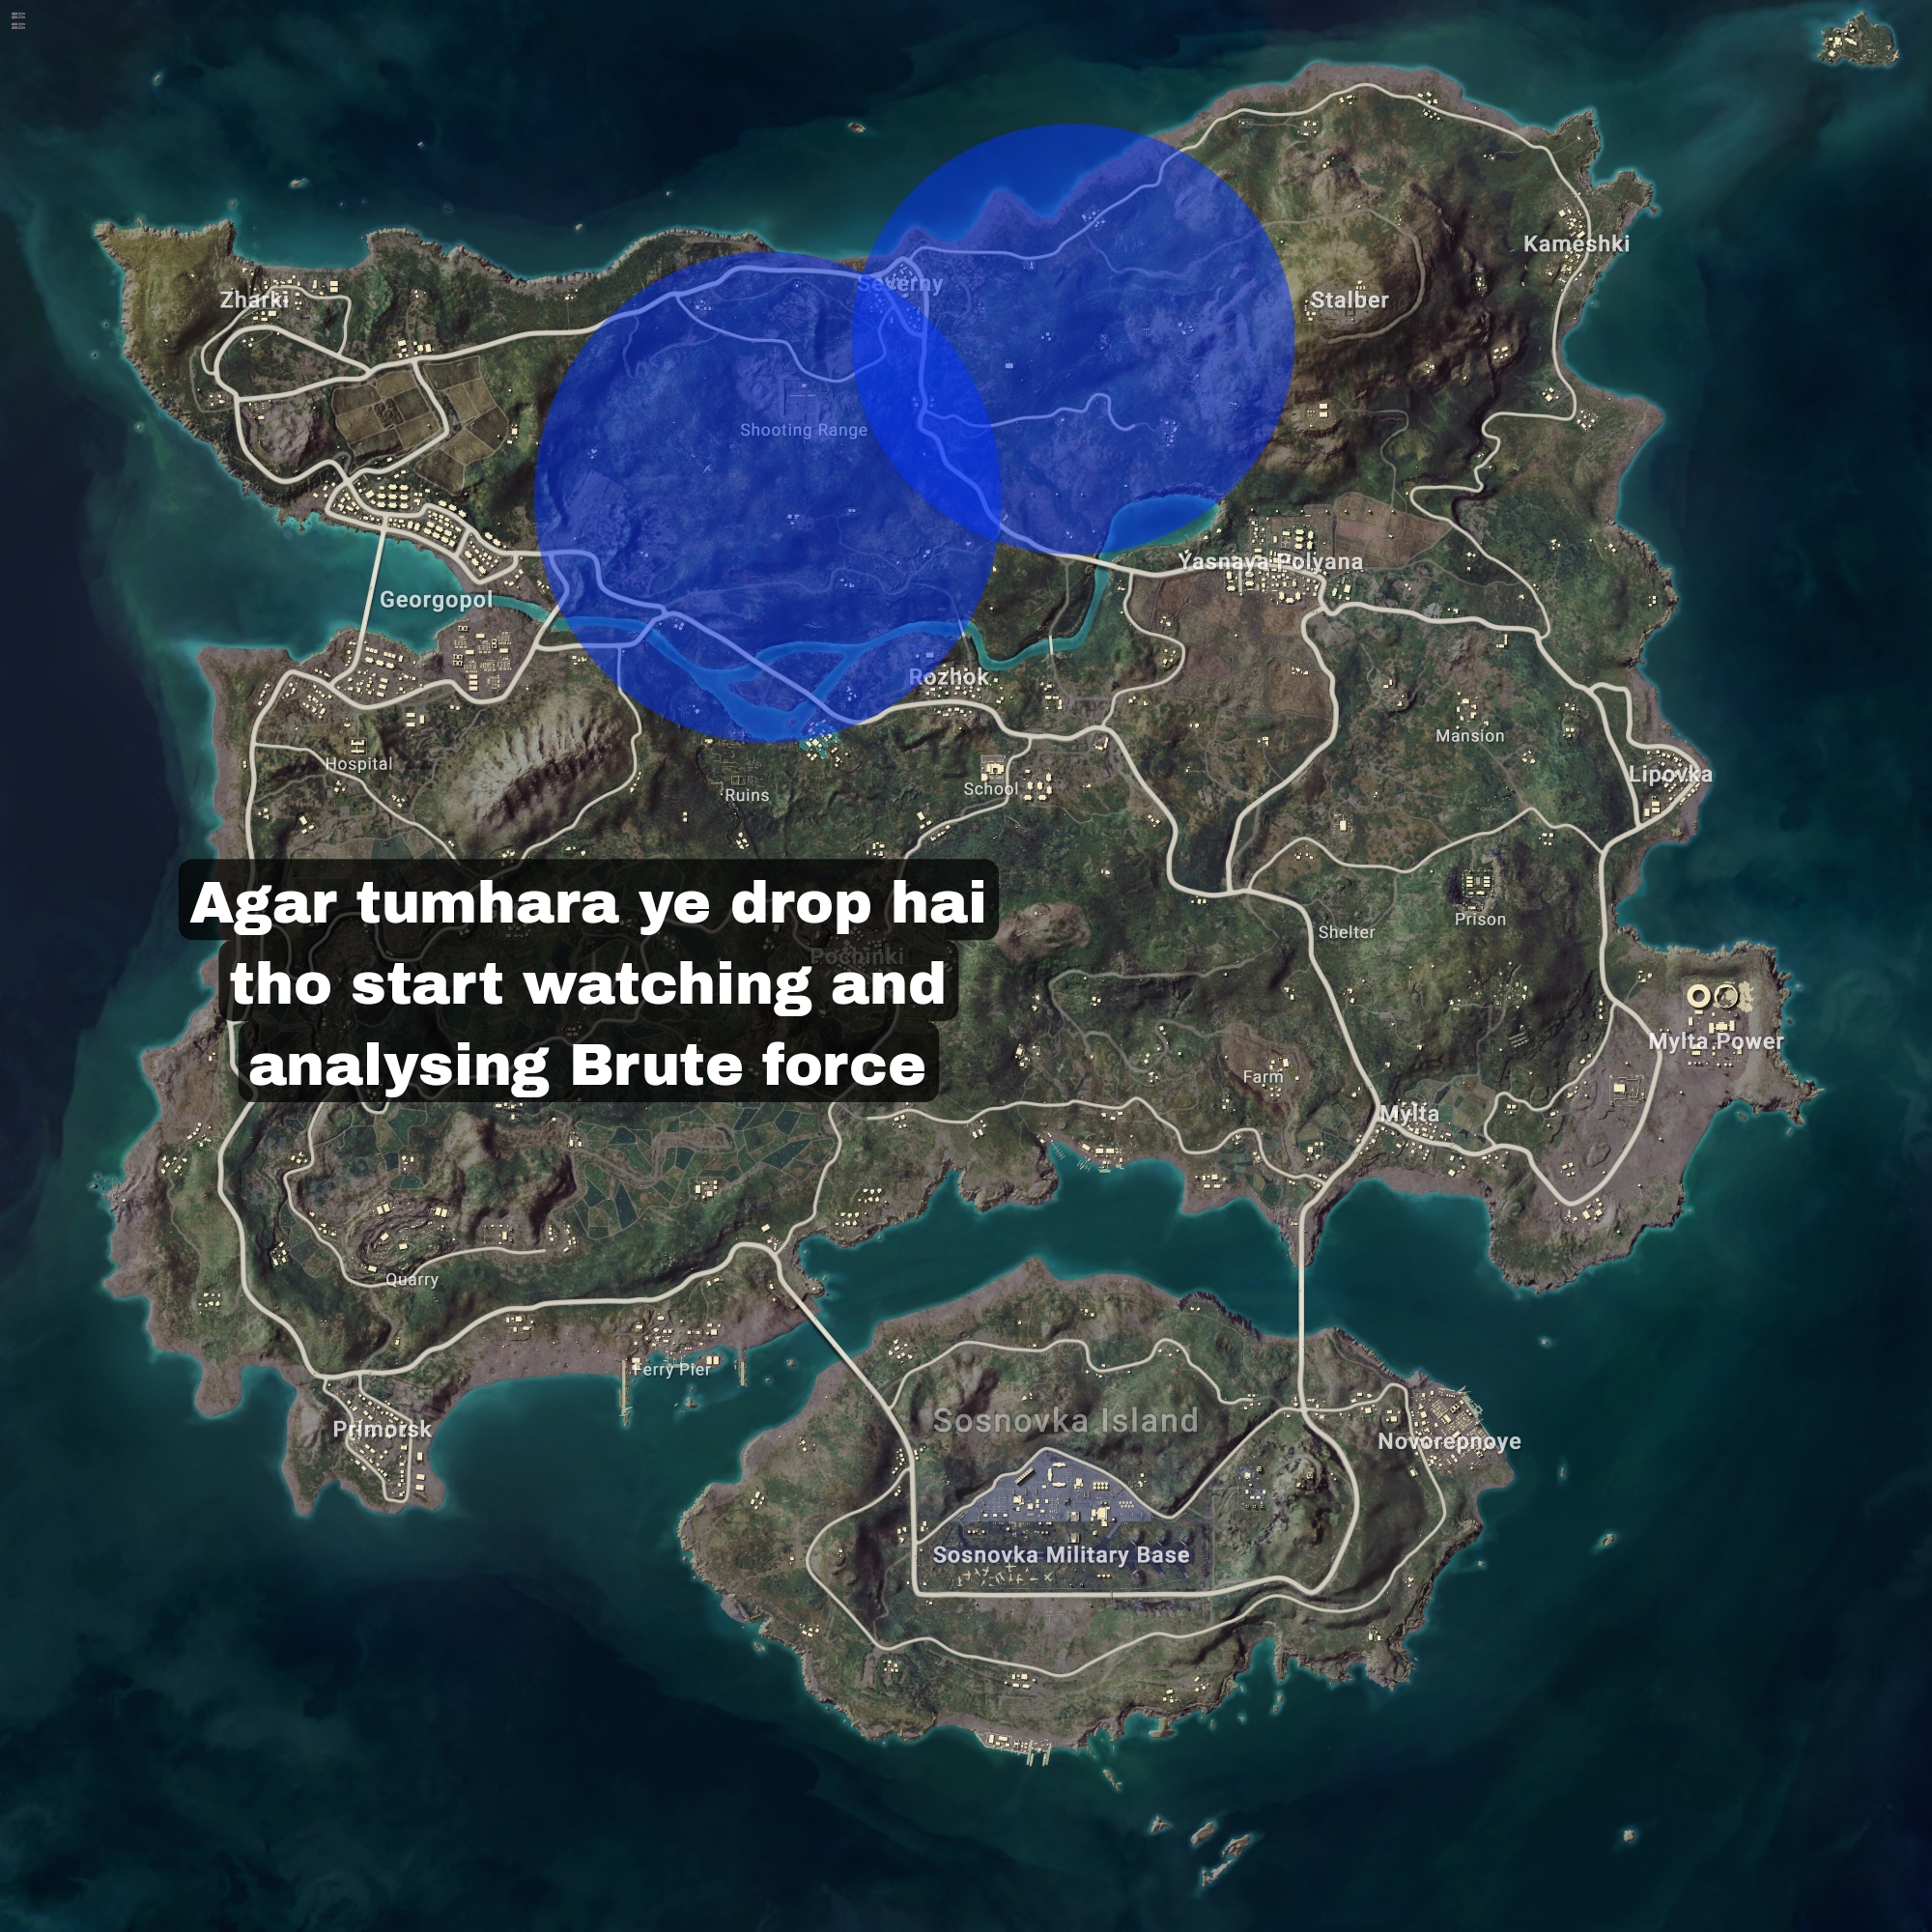 Severny
Kameshki
Zharki
Stalber
Shooting Range
Yasnaya Polyana
Georgopol
Rozhok
Mansion
Hospital
Lipovka
School
Ruins
Agar tumhara ye drop hai
tho start watching and
analysing Brute force
Pochinki
Prison
Shelter
Mylta Power
Farm
Mylta
Quarry
Ferry Pier
Primorsk
Sosnovka Island
Novorepnoye
Sosnovka Military Base